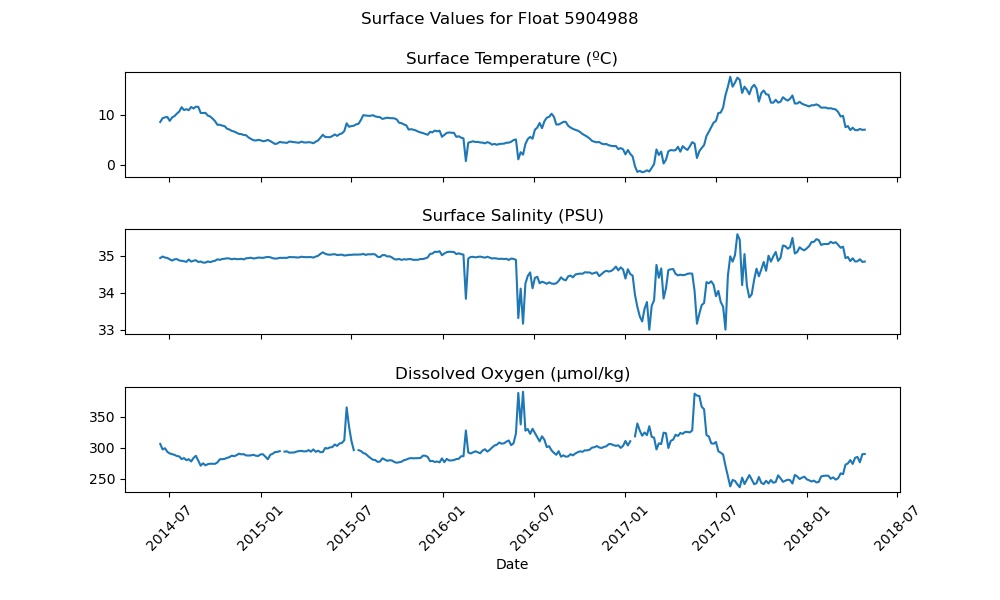 Surface Values for Float 5904988
Surface Temperature (ºC)
10
0
Surface Salinity (PSU)
35
34
33
Dissolved Oxygen (µmol/kg)
350
300
250
2014-07 2015-01 2015-07 2016-01 2016-07 2017-01 2017-07 2018-01 2018-07
Date